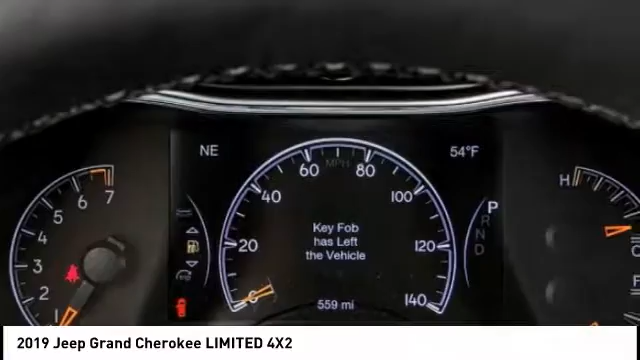 NE
54°F
MPH
60 80
40 100
20 120
0 140
Key Fob
has Left
the Vehicle
559 mi
P
R
N
D
7
6
5
4
3
2
1
H
C
F
2019 Jeep Grand Cherokee LIMITED 4X2